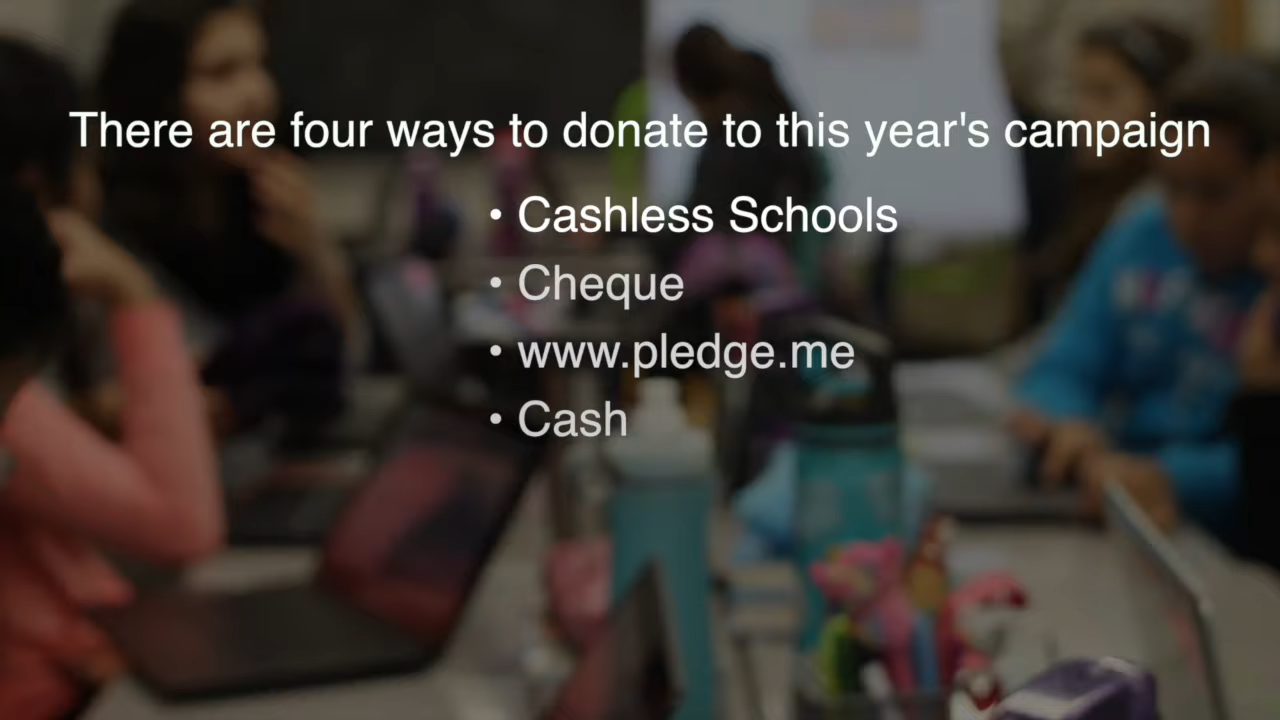 There are four ways to donate to this year's campaign
• Cashless Schools
• Cheque
• www.pledge.me
• Cash